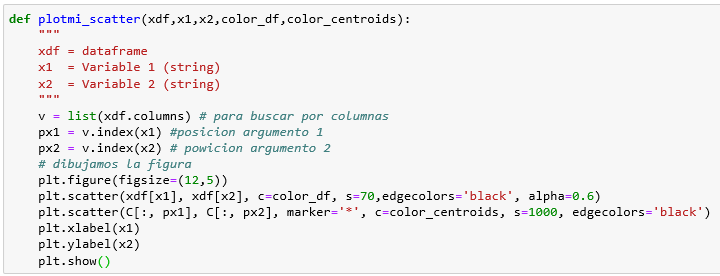 def plotmi_scatter(xdf,x1,x2,color_df,color_centroids):
    """
    xdf = dataframe
    x1  = Variable 1 (string)
    x2  = Variable 2 (string)
    """
    v = list(xdf.columns) # para buscar por columnas
    px1 = v.index(x1) #posicion argumento 1
    px2 = v.index(x2) # powicion argumento 2
    # dibujamos la figura
    plt.figure(figsize=(12,5))
    plt.scatter(xdf[x1], xdf[x2], c=color_df, s=70,edgecolors='black', alpha=0.6)
    plt.scatter(C[:, px1], C[:, px2], marker='*', c=color_centroids, s=1000, edgecolors='black')
    plt.xlabel(x1)
    plt.ylabel(x2)
    plt.show()